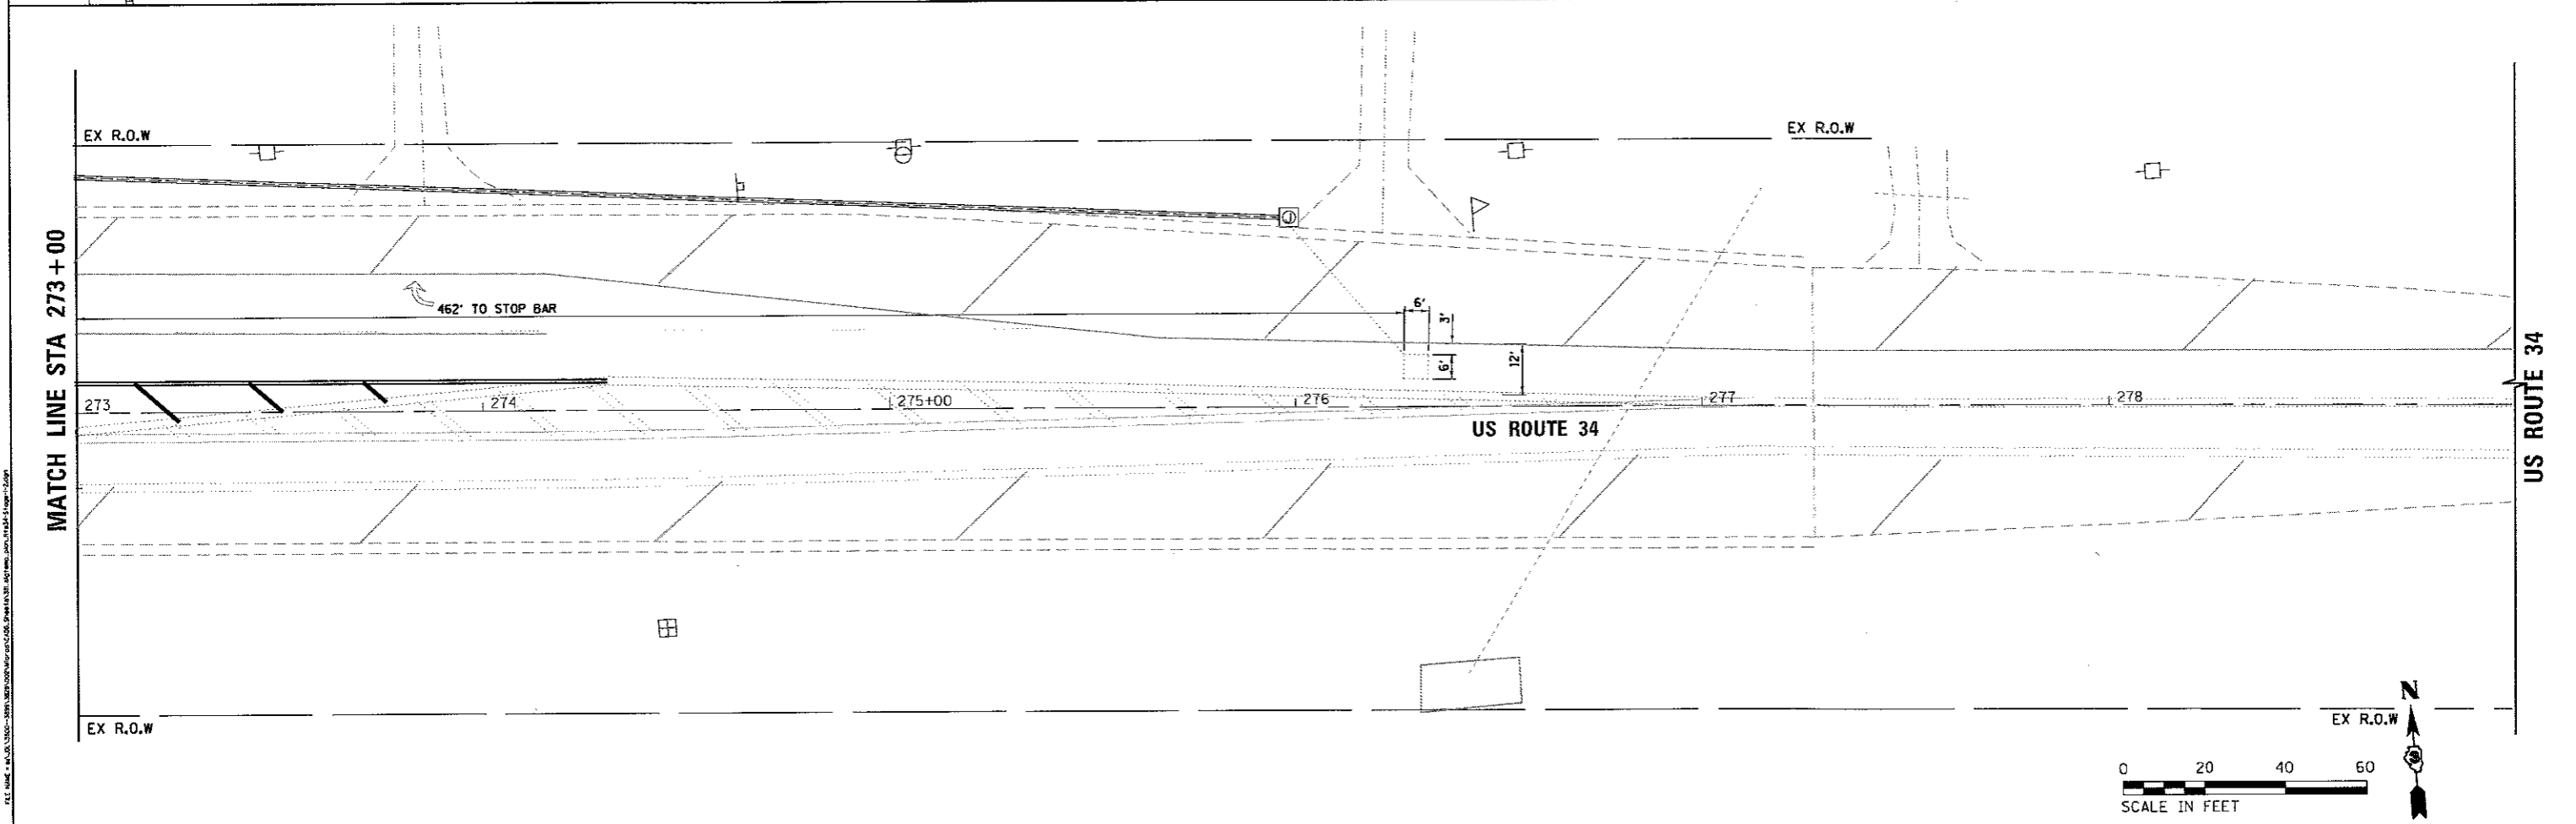 EX R.O.W
EX R.O.W
MATCH LINE STA 273+00
462' TO STOP BAR
6'
3'
6'
12'
273
274
275+00
276
277
278
US ROUTE 34
US ROUTE 34
EX R.O.W
EX R.O.W
N
0 20 40 60
SCALE IN FEET